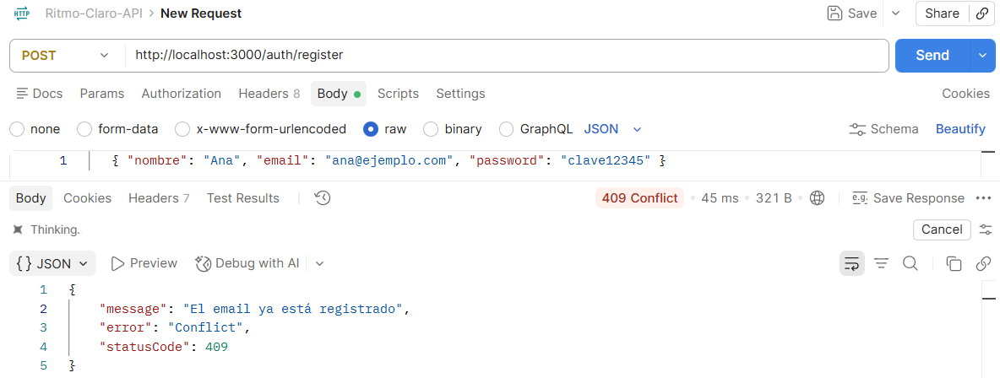 HTTP Ritmo-Claro-API > New Request Save Share
POST http://localhost:3000/auth/register Send
Docs Params Authorization Headers 8 Body Scripts Settings Cookies
none form-data x-www-form-urlencoded raw binary GraphQL JSON Schema Beautify
1 { "nombre": "Ana", "email": "ana@ejemplo.com", "password": "clave12345" }
Body Cookies Headers 7 Test Results 409 Conflict • 45 ms • 321 B • e.g. Save Response
Thinking. Cancel
{} JSON Preview Debug with AI
1 {
2 "message": "El email ya está registrado",
3 "error": "Conflict",
4 "statusCode": 409
5 }